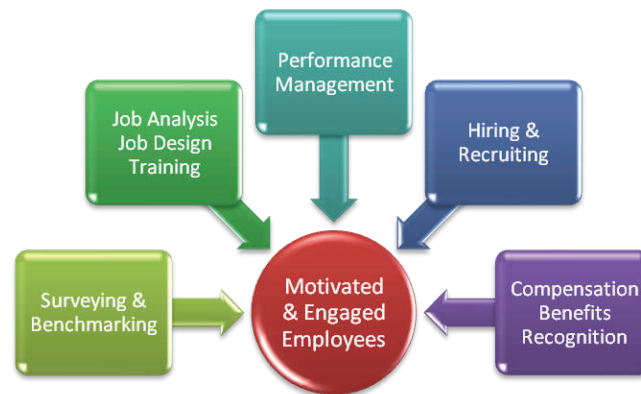 Performance
Management
Job Analysis
Job Design
Training
Hiring &
Recruiting
Surveying &
Benchmarking
Motivated
& Engaged
Employees
Compensation
Benefits
Recognition